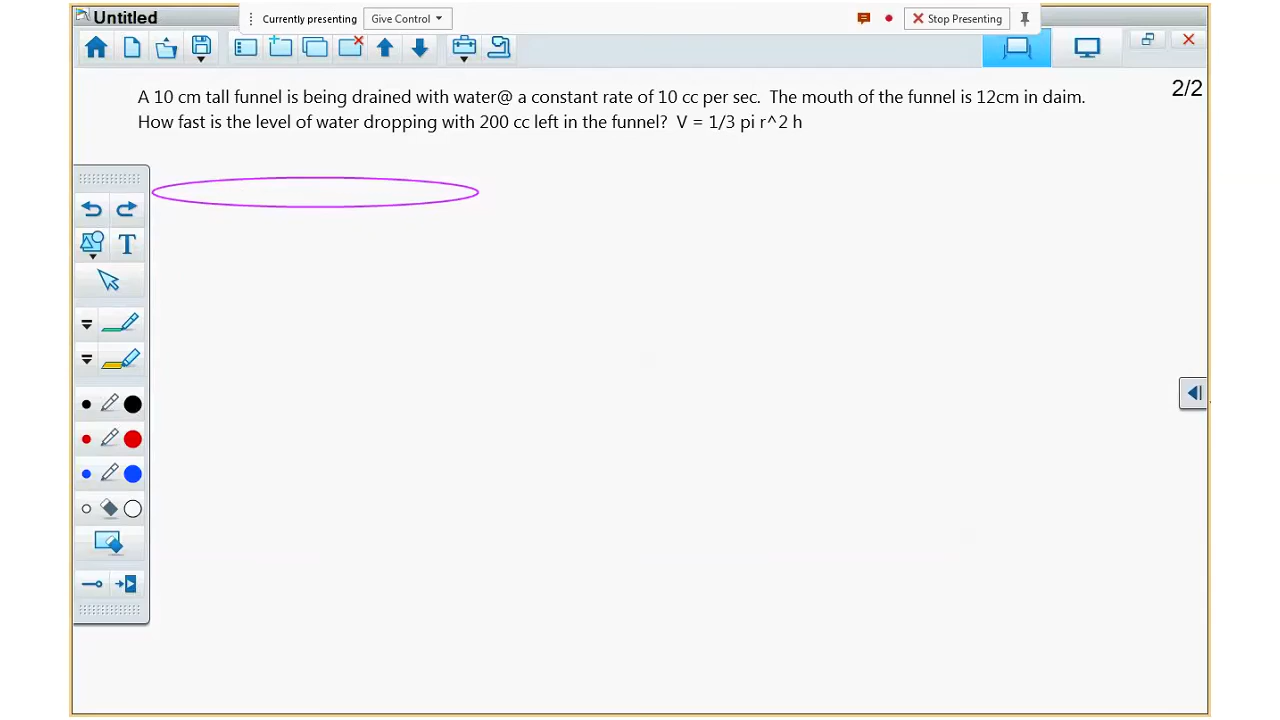 Untitled
Currently presenting
Give Control
Stop Presenting
A 10 cm tall funnel is being drained with water@ a constant rate of 10 cc per sec. The mouth of the funnel is 12cm in daim.
2/2
How fast is the level of water dropping with 200 cc left in the funnel? V = 1/3 pi r^2 h
T